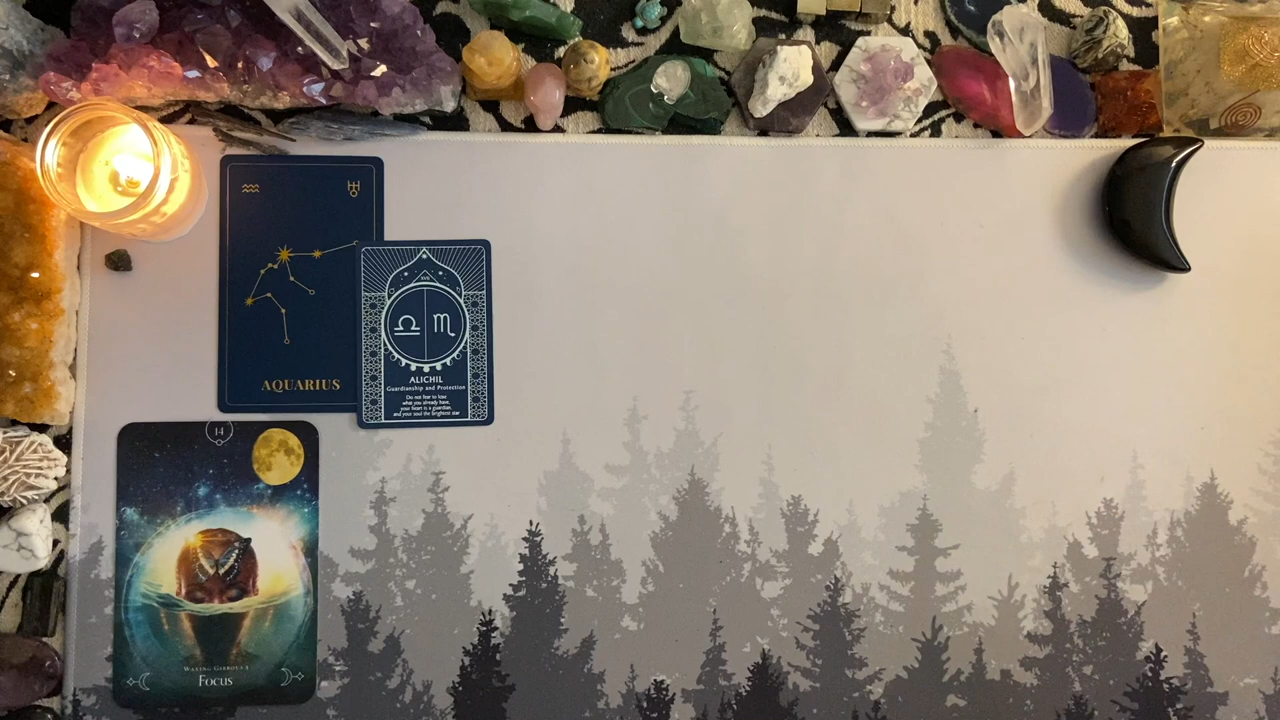 AQUARIUS
XVII
ALICHIL
Guardianship and Protection
Do not fear to lose
what you already have,
your heart is a guardian,
and your soul the brightest star
14
WAXING GIBBOUS
Focus